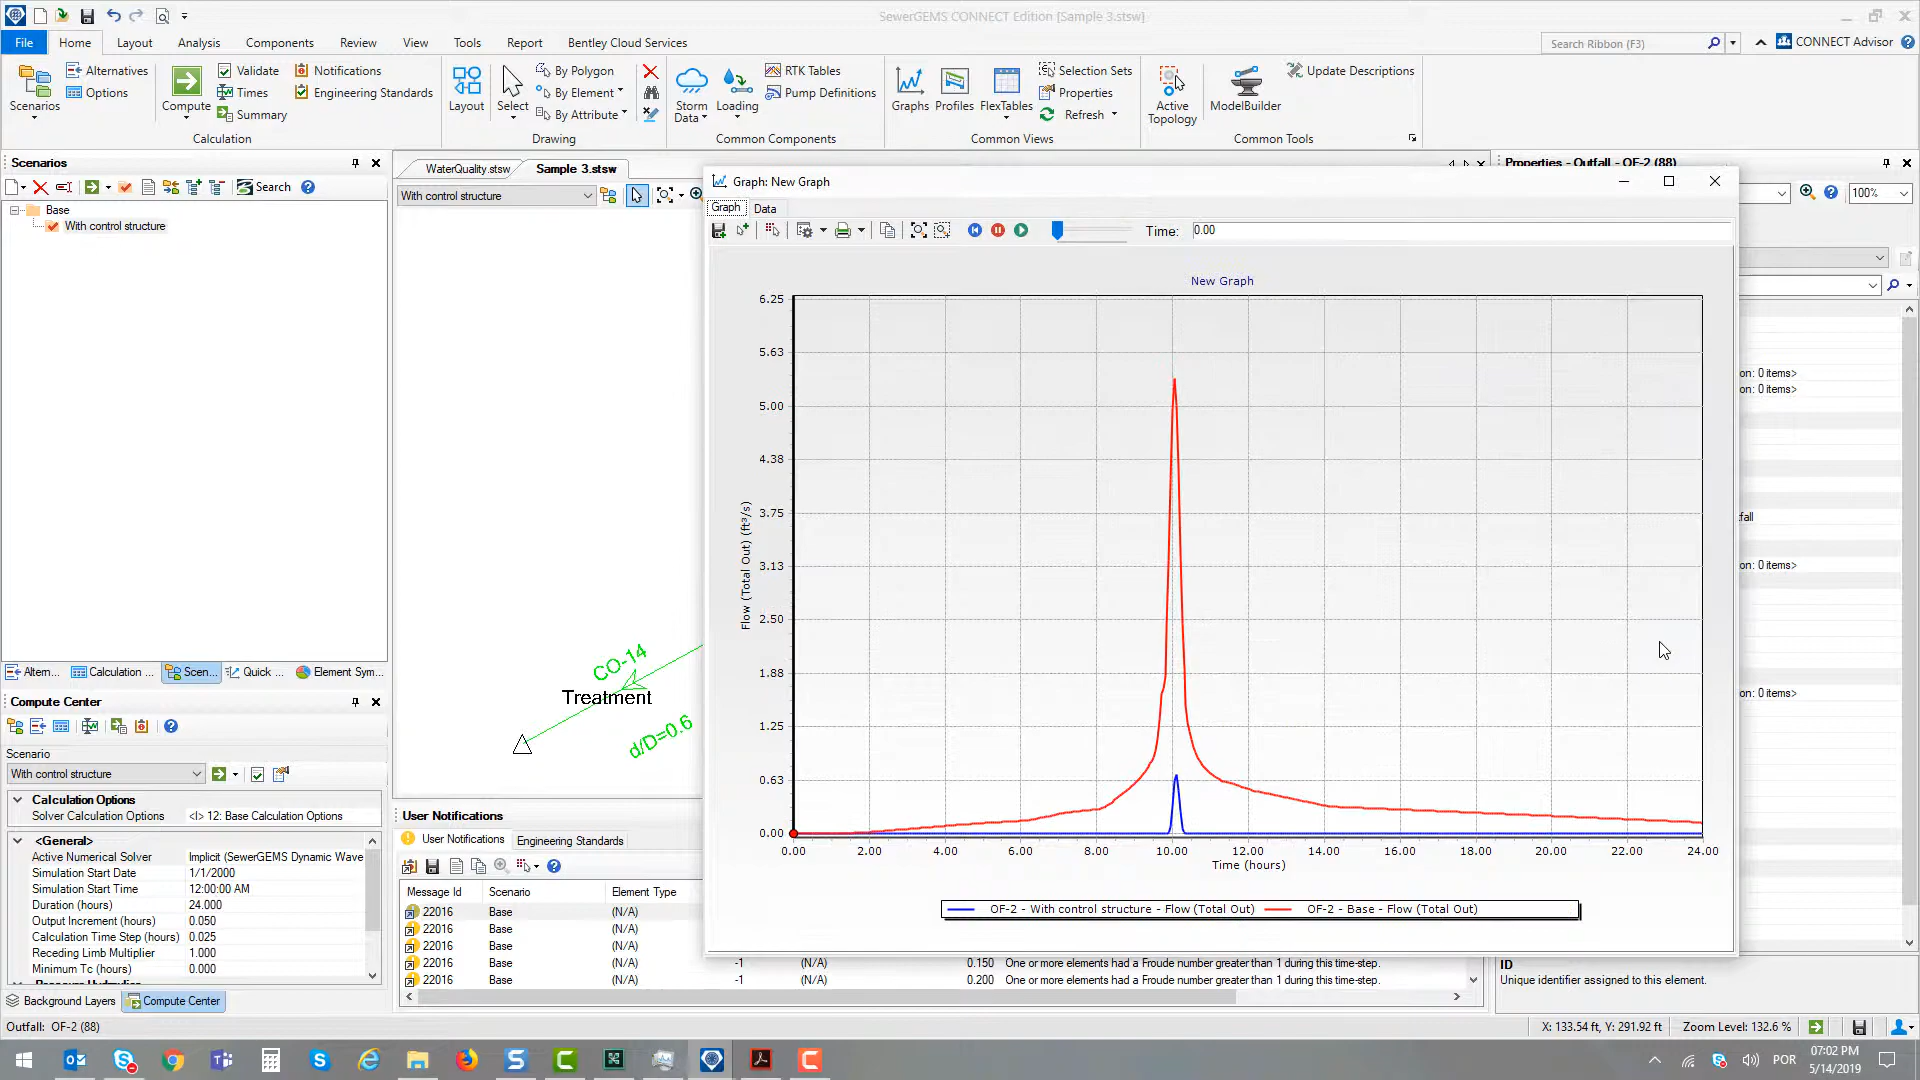 SewerGEMS CONNECT Edition [Sample 3.stsw]
File Home Layout Analysis Components Review View Tools Report Bentley Cloud Services
Search Ribbon (F3)
CONNECT Advisor
Scenarios
Alternatives
Options
Compute
Validate
Times
Summary
Notifications
Engineering Standards
Calculation
Layout
Select
By Polygon
By Element
By Attribute
Drawing
Storm Data
Loading
RTK Tables
Pump Definitions
Common Components
Graphs
Profiles
FlexTables
Selection Sets
Properties
Refresh
Common Views
Active Topology
ModelBuilder
Update Descriptions
Common Tools
Scenarios
Search
Base
With control structure
WaterQuality.stsw
Sample 3.stsw
With control structure
CO-14
Treatment
d/D=0.6
Properties - Outfall - OF-2 (88)
100%
on: 0 items>
on: 0 items>
fall
on: 0 items>
on: 0 items>
Graph: New Graph
Graph Data
Time: 0.00
New Graph
6.25
5.63
5.00
4.38
3.75
3.13
2.50
1.88
1.25
0.63
0.00
Flow (Total Out) (ft³/s)
0.00 2.00 4.00 6.00 8.00 10.00 12.00 14.00 16.00 18.00 20.00 22.00 24.00
Time (hours)
OF-2 - With control structure - Flow (Total Out) OF-2 - Base - Flow (Total Out)
Altern... Calculation ... Scen... Quick ... Element Sym...
Compute Center
Scenario
With control structure
Calculation Options
Solver Calculation Options <I> 12: Base Calculation Options
<General>
Active Numerical Solver Implicit (SewerGEMS Dynamic Wave
Simulation Start Date 1/1/2000
Simulation Start Time 12:00:00 AM
Duration (hours) 24.000
Output Increment (hours) 0.050
Calculation Time Step (hours) 0.025
Receding Limb Multiplier 1.000
Minimum Tc (hours) 0.000
Background Layers Compute Center
User Notifications
User Notifications Engineering Standards
Message Id Scenario Element Type
22016 Base (N/A)
22016 Base (N/A)
22016 Base (N/A)
22016 Base (N/A) -1 (N/A) 0.150 One or more elements had a Froude number greater than 1 during this time-step.
22016 Base (N/A) -1 (N/A) 0.200 One or more elements had a Froude number greater than 1 during this time-step.
ID
Unique identifier assigned to this element.
Outfall: OF-2 (88)
X: 133.54 ft, Y: 291.92 ft
Zoom Level: 132.6 %
POR
07:02 PM
5/14/2019